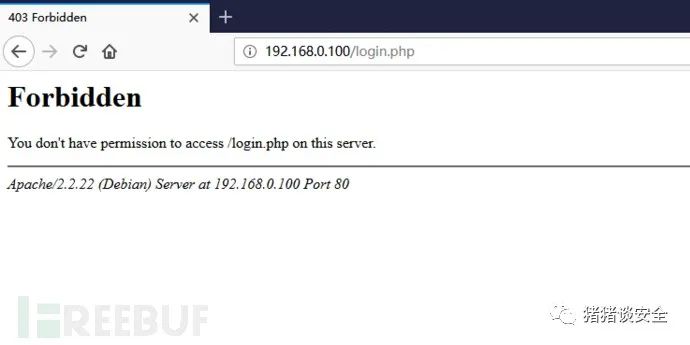 403 Forbidden
192.168.0.100/login.php
Forbidden
You don't have permission to access /login.php on this server.
Apache/2.2.22 (Debian) Server at 192.168.0.100 Port 80
FREEBUF
猪猪谈安全